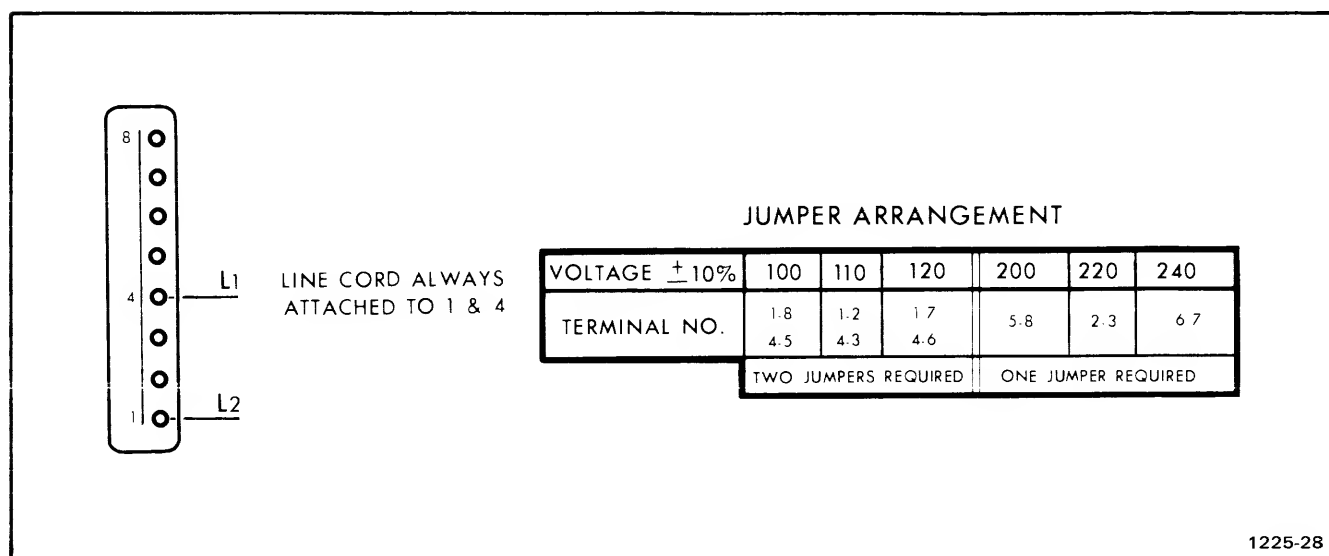 8
4
1
L1
L2
LINE CORD ALWAYS
ATTACHED TO 1 & 4
JUMPER ARRANGEMENT
VOLTAGE ±10% 100 110 120 200 220 240
TERMINAL NO. 1-8 1-2 1 7 5-8 2-3 6 7
4-5 4-3 4-6
TWO JUMPERS REQUIRED ONE JUMPER REQUIRED
1225-28